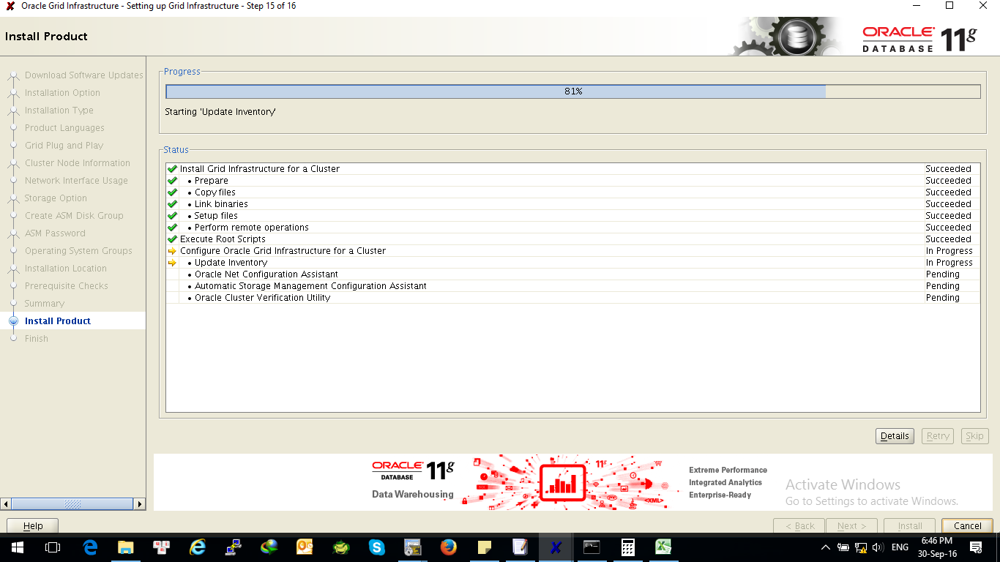 Oracle Grid Infrastructure - Setting up Grid Infrastructure - Step 15 of 16
Install Product
ORACLE
DATABASE 11g
Download Software Updates
Installation Option
Installation Type
Product Languages
Grid Plug and Play
Cluster Node Information
Network Interface Usage
Storage Option
Create ASM Disk Group
ASM Password
Operating System Groups
Installation Location
Prerequisite Checks
Summary
Install Product
Finish
Progress
81%
Starting 'Update Inventory'
Status
Install Grid Infrastructure for a Cluster Succeeded
• Prepare Succeeded
• Copy files Succeeded
• Link binaries Succeeded
• Setup files Succeeded
• Perform remote operations Succeeded
Execute Root Scripts Succeeded
Configure Oracle Grid Infrastructure for a Cluster In Progress
• Update Inventory In Progress
• Oracle Net Configuration Assistant Pending
• Automatic Storage Management Configuration Assistant Pending
• Oracle Cluster Verification Utility Pending
Details Retry Skip
ORACLE
DATABASE 11g
Data Warehousing
11g
<XML>
Extreme Performance
Integrated Analytics
Enterprise-Ready
Activate Windows
Go to Settings to activate Windows.
Help < Back Next > Install Cancel
ENG
6:46 PM
30-Sep-16